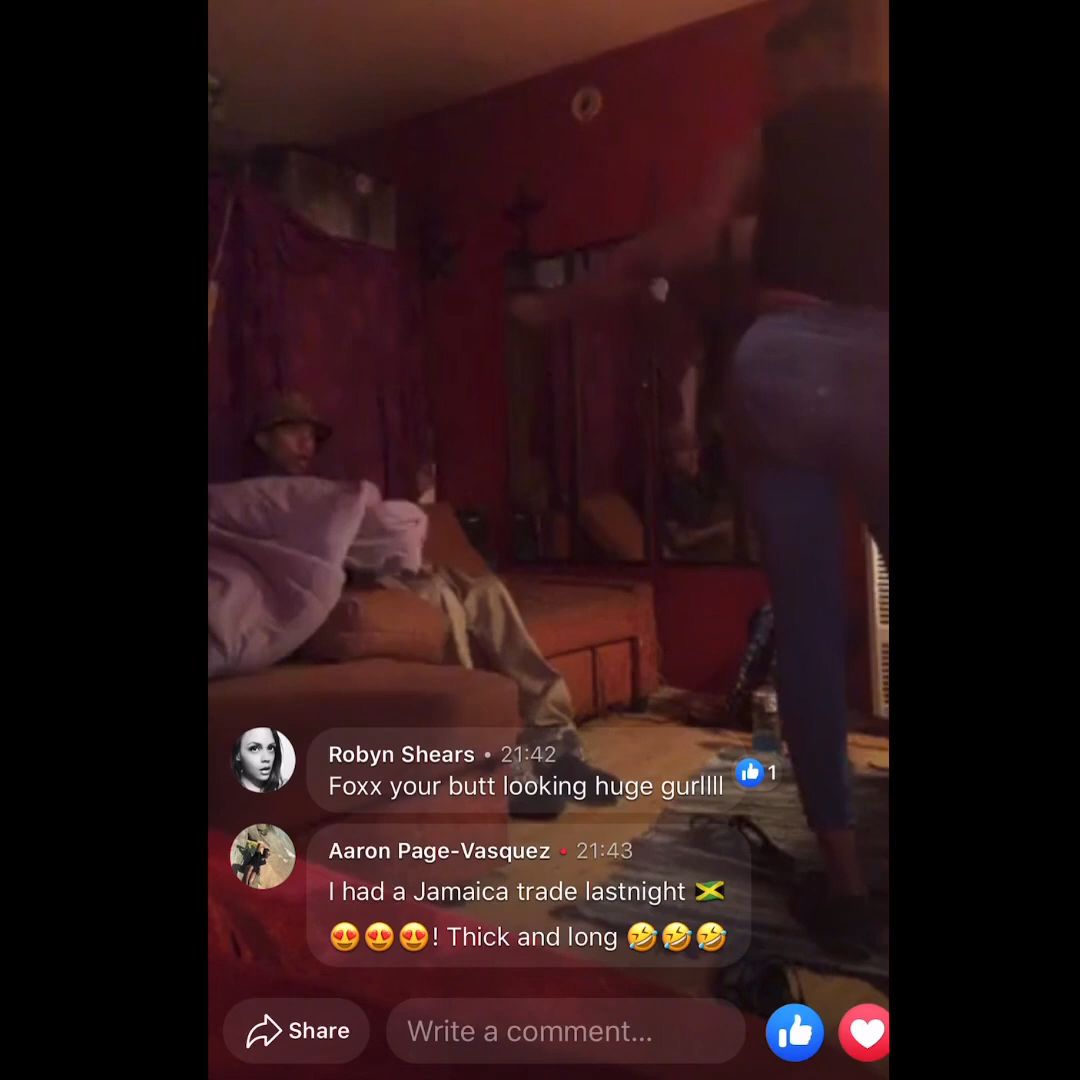 Robyn Shears • 21:42
Foxx your butt looking huge gurllll
1
Aaron Page-Vasquez • 21:43
I had a Jamaica trade lastnight 🇯🇲
😍😍😍! Thick and long 🤣🤣🤣
Share
Write a comment...